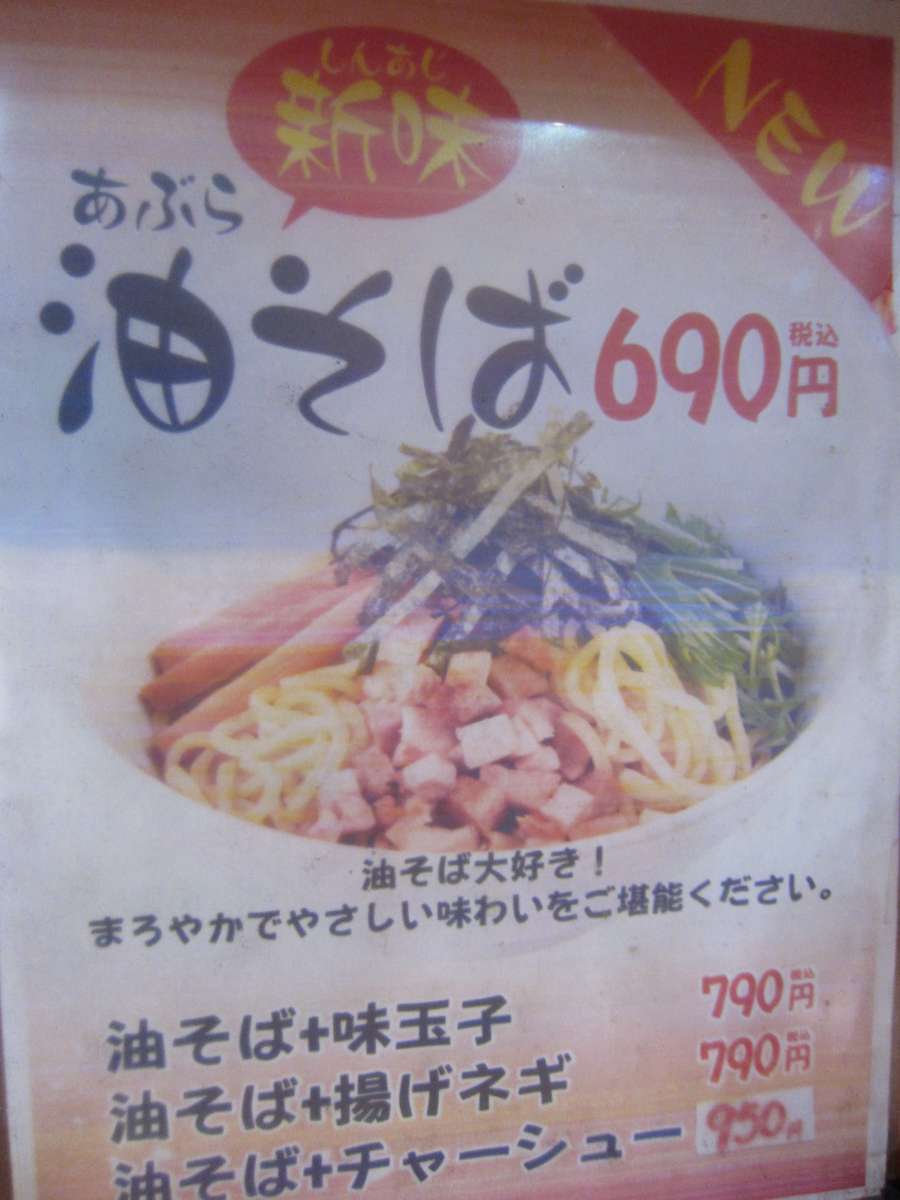 NEW
しんあじ
新味
あぶら
油そば 690円 税込
油そば大好き！
まろやかでやさしい味わいをご堪能ください。
油そば+味玉子 790円 税込
油そば+揚げネギ 790円 税込
油そば+チャーシュー 950円